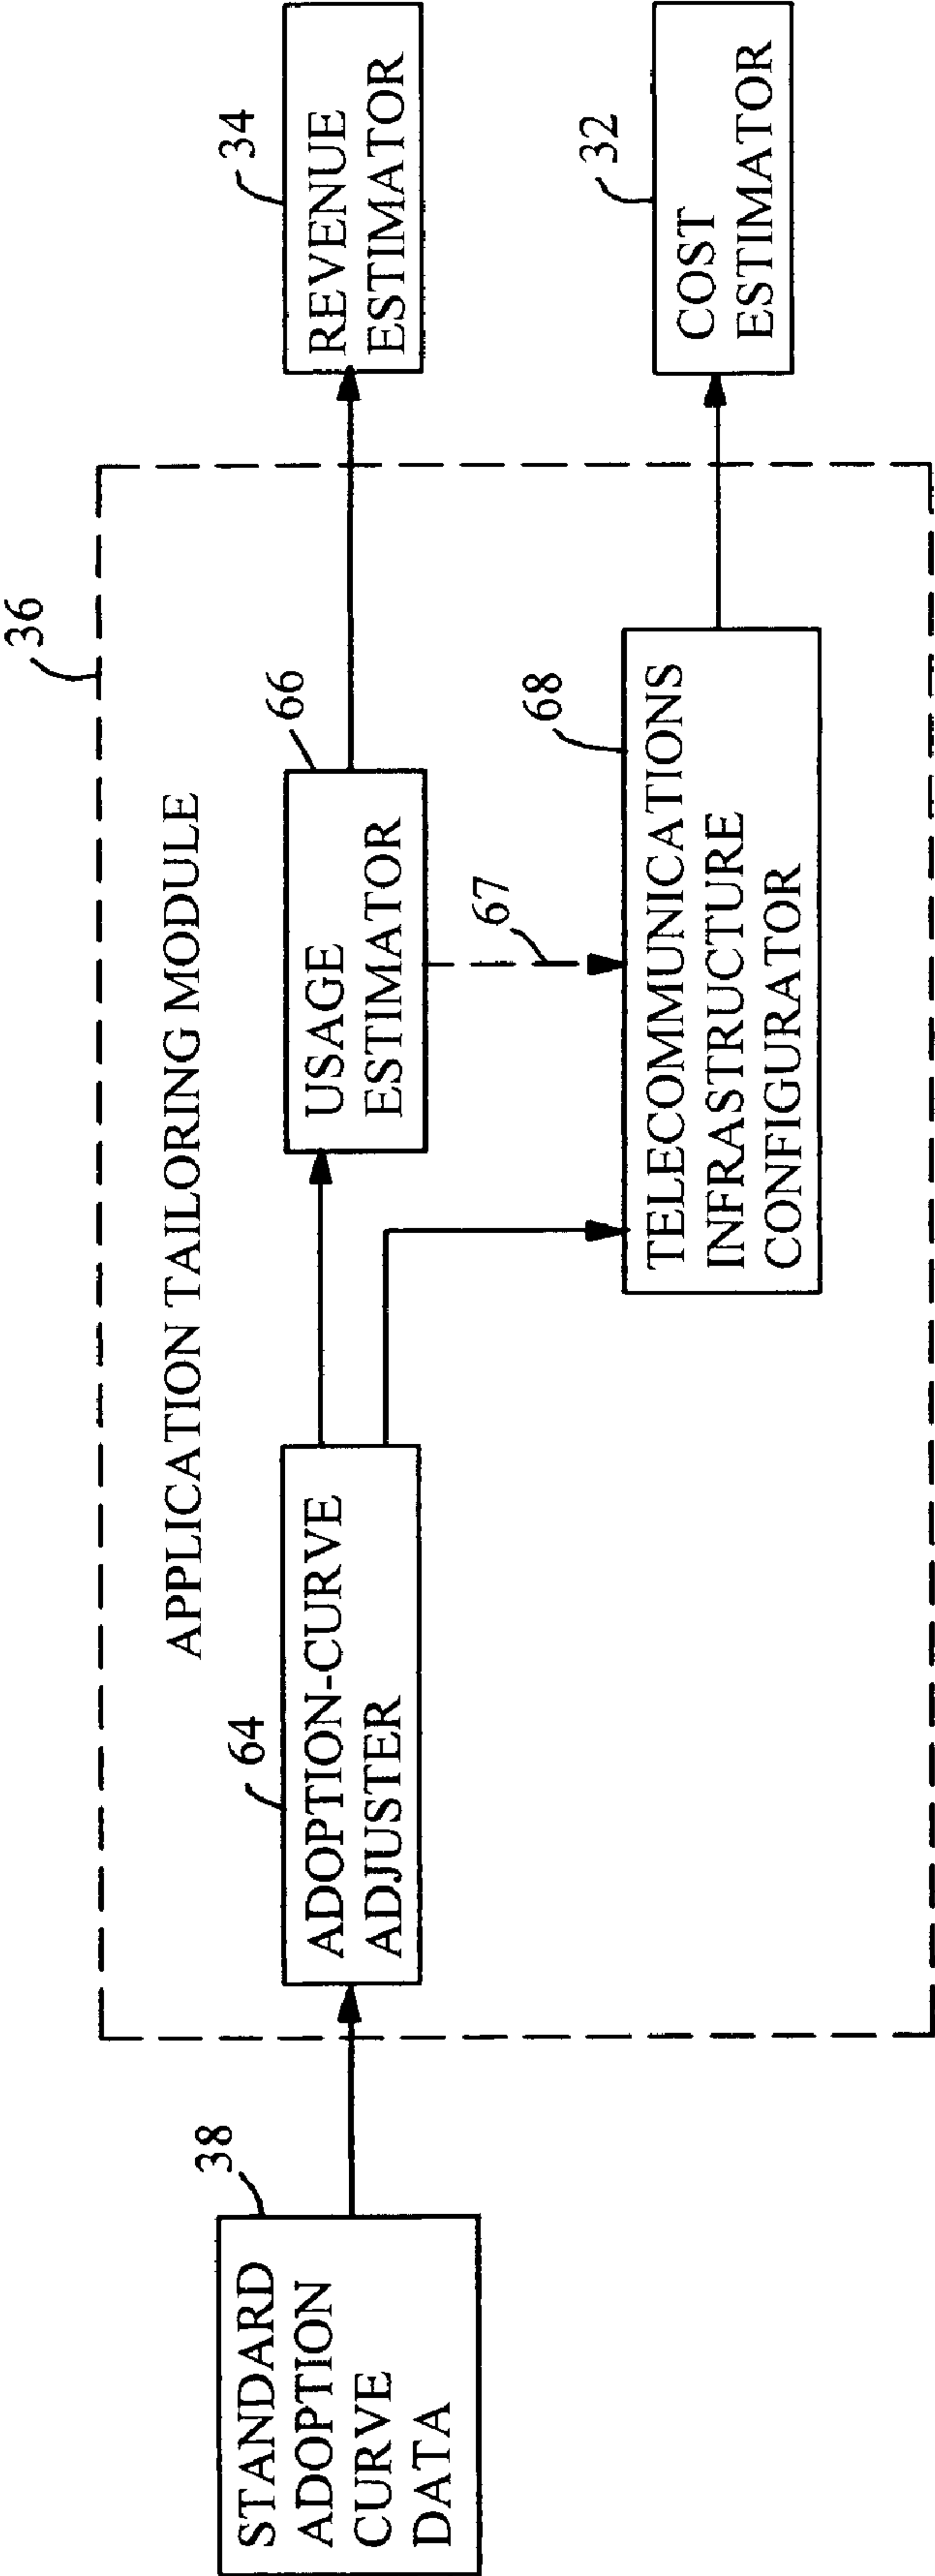 36
APPLICATION TAILORING MODULE
38
STANDARD
ADOPTION
CURVE
DATA
64
ADOPTION-CURVE
ADJUSTER
66
USAGE
ESTIMATOR
67
68
TELECOMMUNICATIONS
INFRASTRUCTURE
CONFIGURATOR
34
REVENUE
ESTIMATOR
32
COST
ESTIMATOR